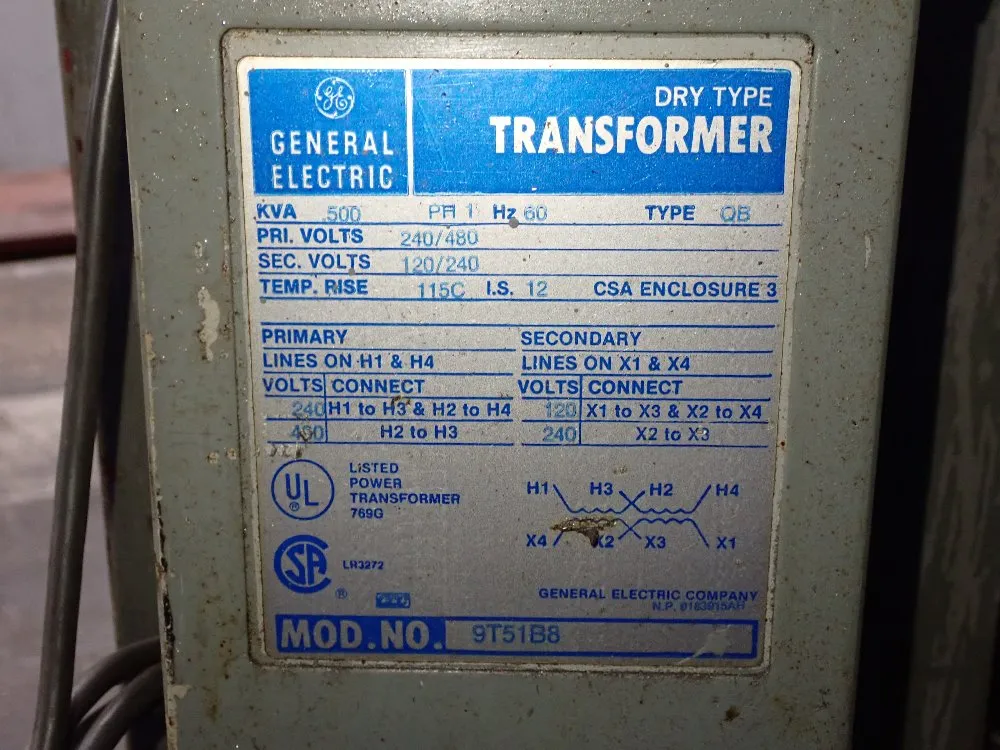 GE
GENERAL
ELECTRIC
DRY TYPE
TRANSFORMER
KVA .500 PH 1 Hz 60 TYPE QB
PRI. VOLTS 240/480
SEC. VOLTS 120/240
TEMP. RISE 115C I.S. 12 CSA ENCLOSURE 3
PRIMARY
LINES ON H1 & H4
VOLTS CONNECT
240 H1 to H3 & H2 to H4
480 H2 to H3
SECONDARY
LINES ON X1 & X4
VOLTS CONNECT
120 X1 to X3 & X2 to X4
240 X2 to X3
UL
®
LISTED
POWER
TRANSFORMER
769G
H1 H3 H2 H4
X4 X2 X3 X1
SA
®
LR3272
GENERAL ELECTRIC COMPANY
N.P.
MOD.NO. 9T51B8